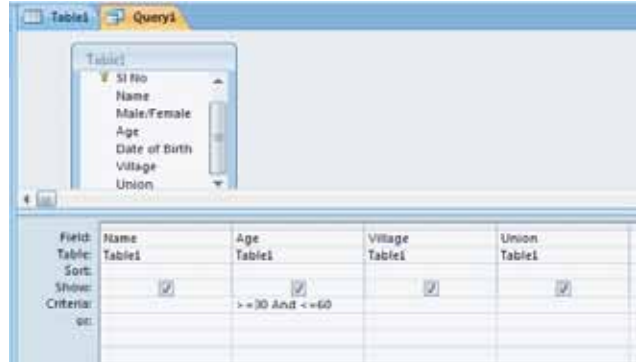 Table1 Query1
Table1
Sl No
Name
Male/Female
Age
Date of Birth
Village
Union
Field: Name Age Village Union
Table: Table1 Table1 Table1 Table1
Sort:
Show:
Criteria: >=30 And <=60
or: